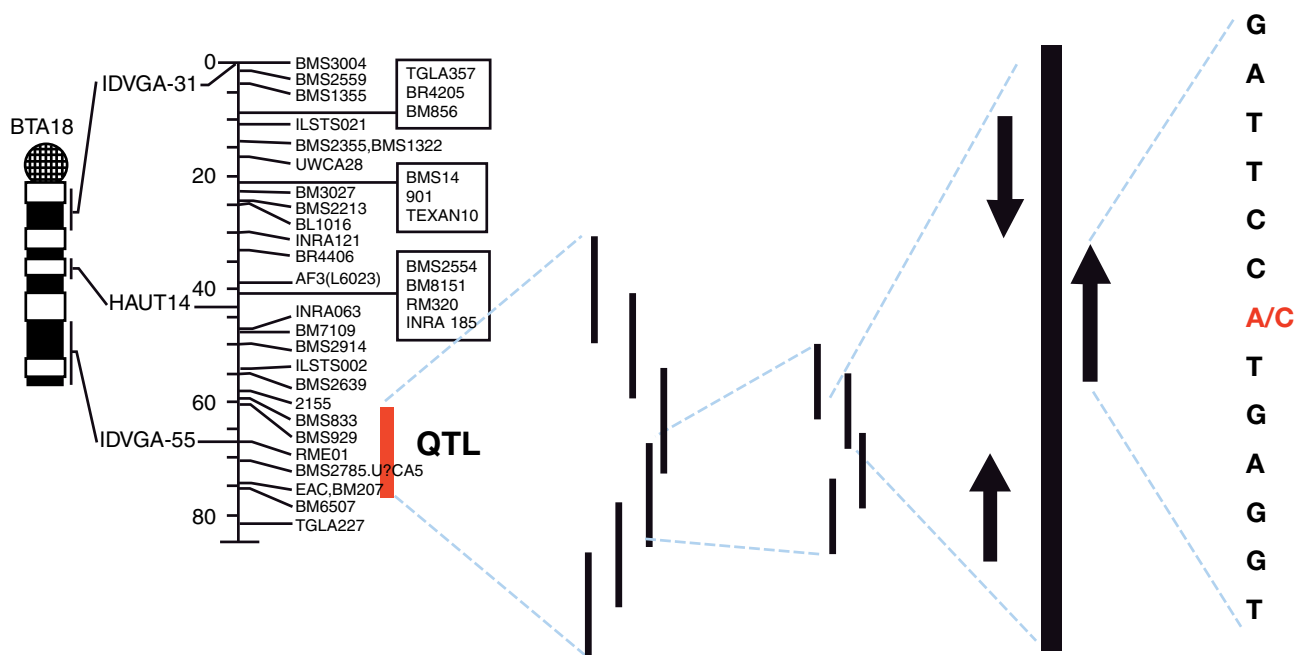 BTA18
IDVGA-31
HAUT14
IDVGA-55
0
20
40
60
80
BMS3004
BMS2559
BMS1355
ILSTS021
BMS2355,BMS1322
UWCA28
BM3027
BMS2213
BL1016
INRA121
BR4406
AF3(L6023)
INRA063
BM7109
BMS2914
ILSTS002
BMS2639
2155
BMS833
BMS929
RME01
BMS2785.U?CA5
EAC,BM207
BM6507
TGLA227
TGLA357
BR4205
BM856
BMS14
901
TEXAN10
BMS2554
BM8151
RM320
INRA 185
QTL
G
A
T
T
C
C
A/C
T
G
A
G
G
T